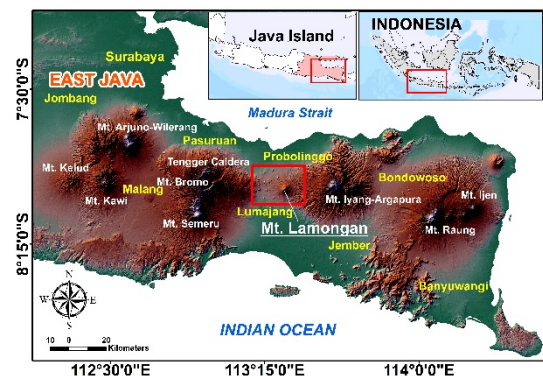 INDONESIA
Java Island
Surabaya
EAST JAVA
Jombang
Madura Strait
7°30'0"S
Mt. Arjuno-Wilerang
Pasuruan
Probolinggo
Tengger Caldera
Mt. Kelud
Malang
Mt. Bromo
Bondowoso
Mt. Kawi
Mt. Iyang-Argapura
Mt. Ijen
Lumajang
Mt. Semeru
Mt. Lamongan
Mt. Raung
Jember
8°15'0"S
Banyuwangi
N
W E
S
INDIAN OCEAN
10 0 20
Kilometers
112°30'0"E 113°15'0"E 114°0'0"E